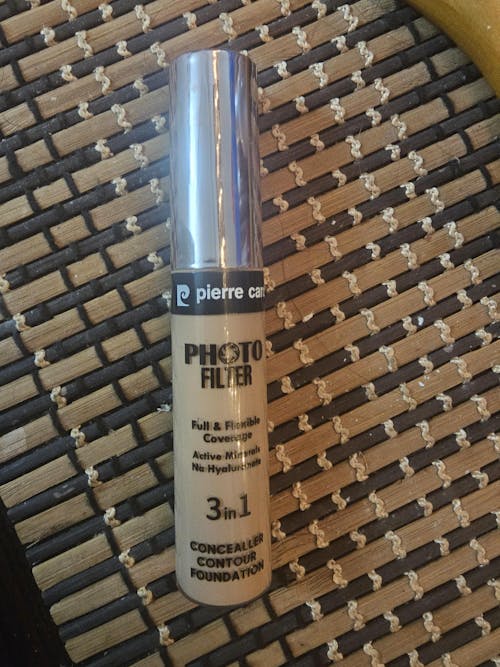 pierre car
PHOTO
FILTER
Full & Flexible
Coverage
Active Minerals
Na Hyaluronate
3in1
CONCEALLER
CONTOUR
FOUNDATION